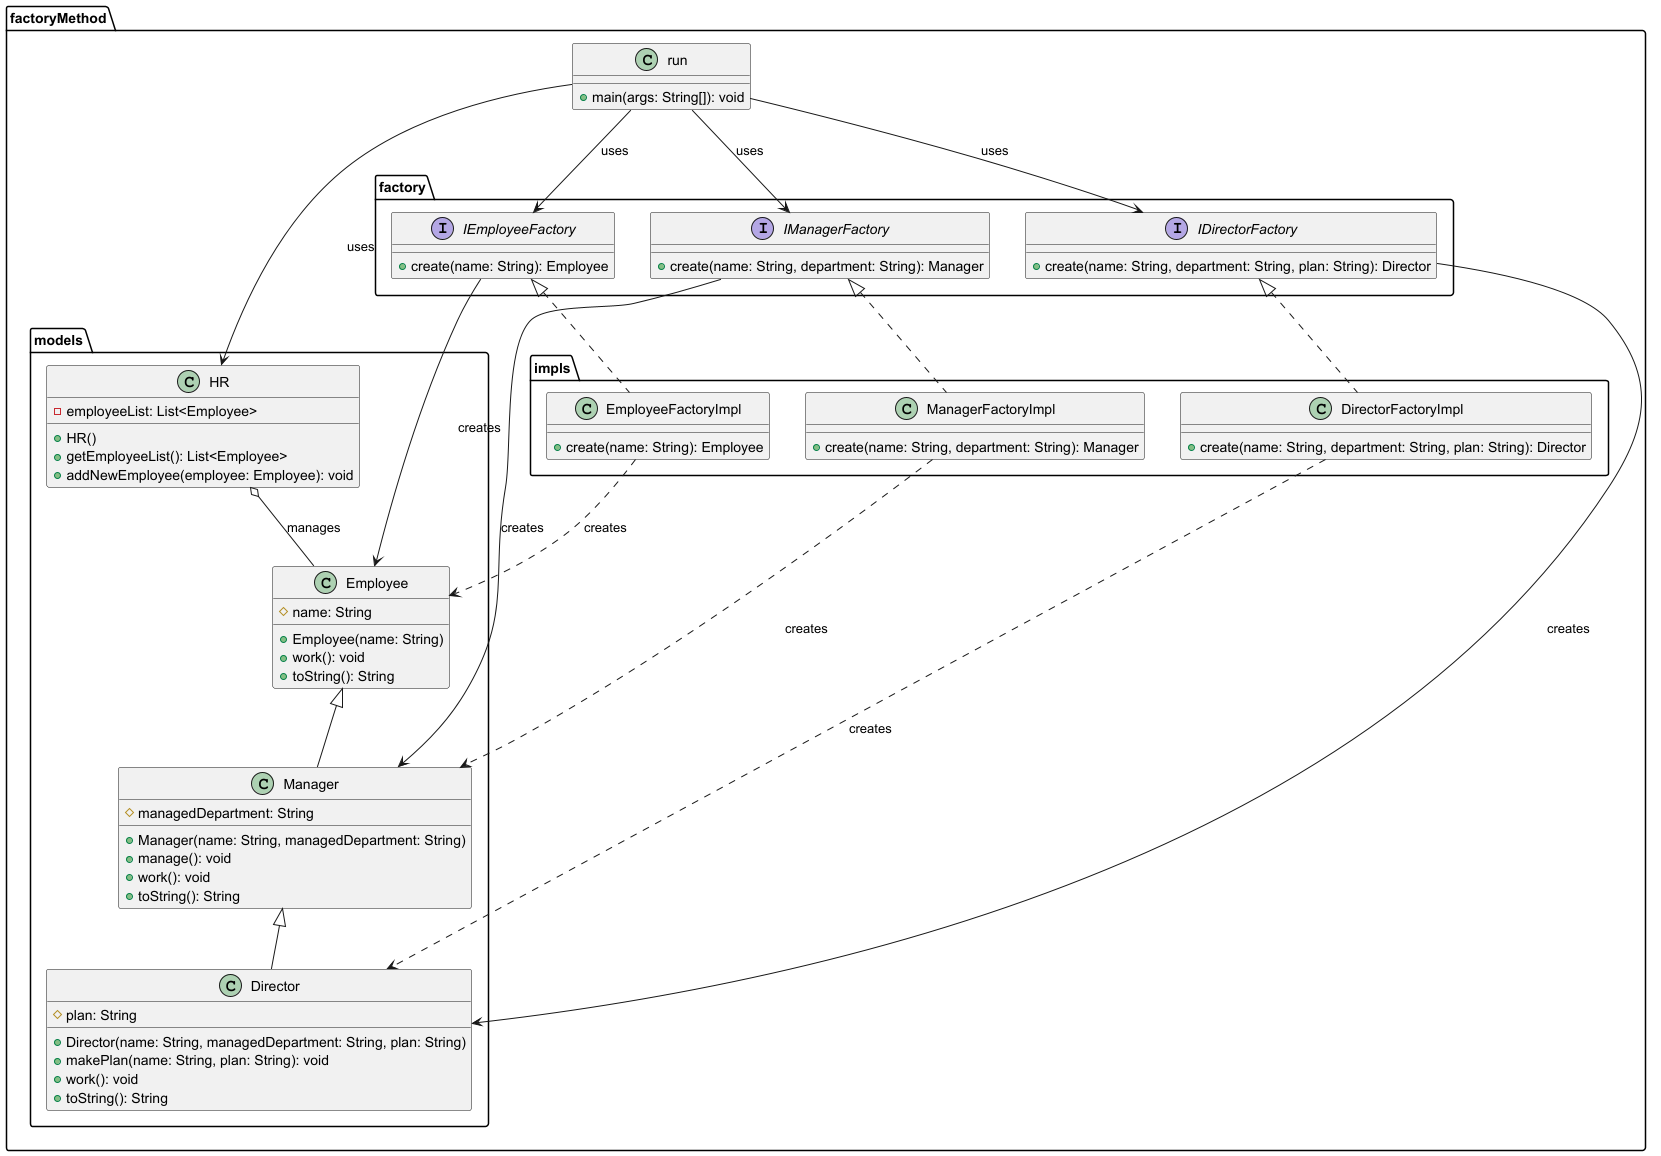 factoryMethod
C run
main(args: String[]): void
uses
uses
uses
uses
factory
I IEmployeeFactory
create(name: String): Employee
I IManagerFactory
create(name: String, department: String): Manager
I IDirectorFactory
create(name: String, department: String, plan: String): Director
models
C HR
employeeList: List<Employee>
HR()
getEmployeeList(): List<Employee>
addNewEmployee(employee: Employee): void
impls
C EmployeeFactoryImpl
create(name: String): Employee
C ManagerFactoryImpl
create(name: String, department: String): Manager
C DirectorFactoryImpl
create(name: String, department: String, plan: String): Director
creates
manages
creates
creates
C Employee
name: String
Employee(name: String)
work(): void
toString(): String
creates
creates
creates
C Manager
managedDepartment: String
Manager(name: String, managedDepartment: String)
manage(): void
work(): void
toString(): String
C Director
plan: String
Director(name: String, managedDepartment: String, plan: String)
makePlan(name: String, plan: String): void
work(): void
toString(): String